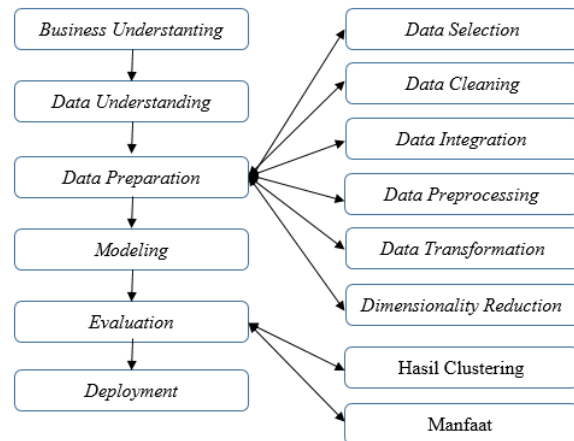 Business Understanting
Data Understanding
Data Preparation
Modeling
Evaluation
Deployment
Data Selection
Data Cleaning
Data Integration
Data Preprocessing
Data Transformation
Dimensionality Reduction
Hasil Clustering
Manfaat